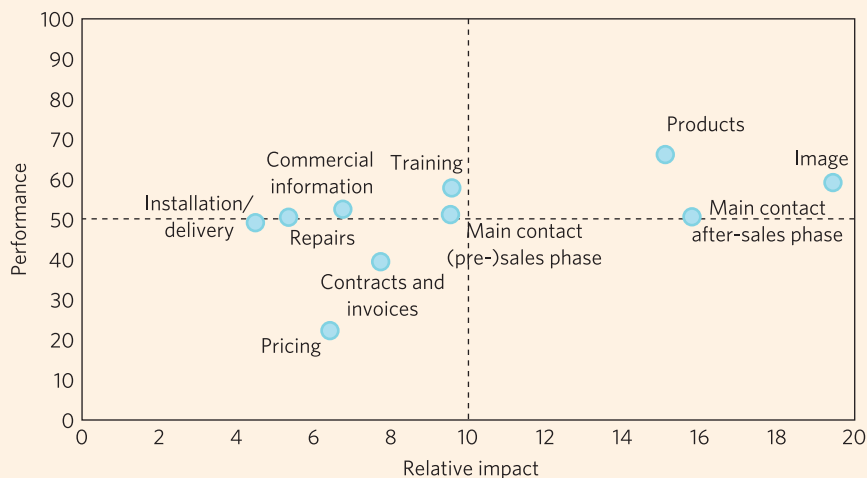 100
90
80
70
60
50
40
30
20
10
0
Performance
Products
Commercial
information
Training
Image
Installation/
delivery
Repairs
Main contact
(pre-)sales phase
Main contact
after-sales phase
Contracts and
invoices
Pricing
0 2 4 6 8 10 12 14 16 18 20
Relative impact